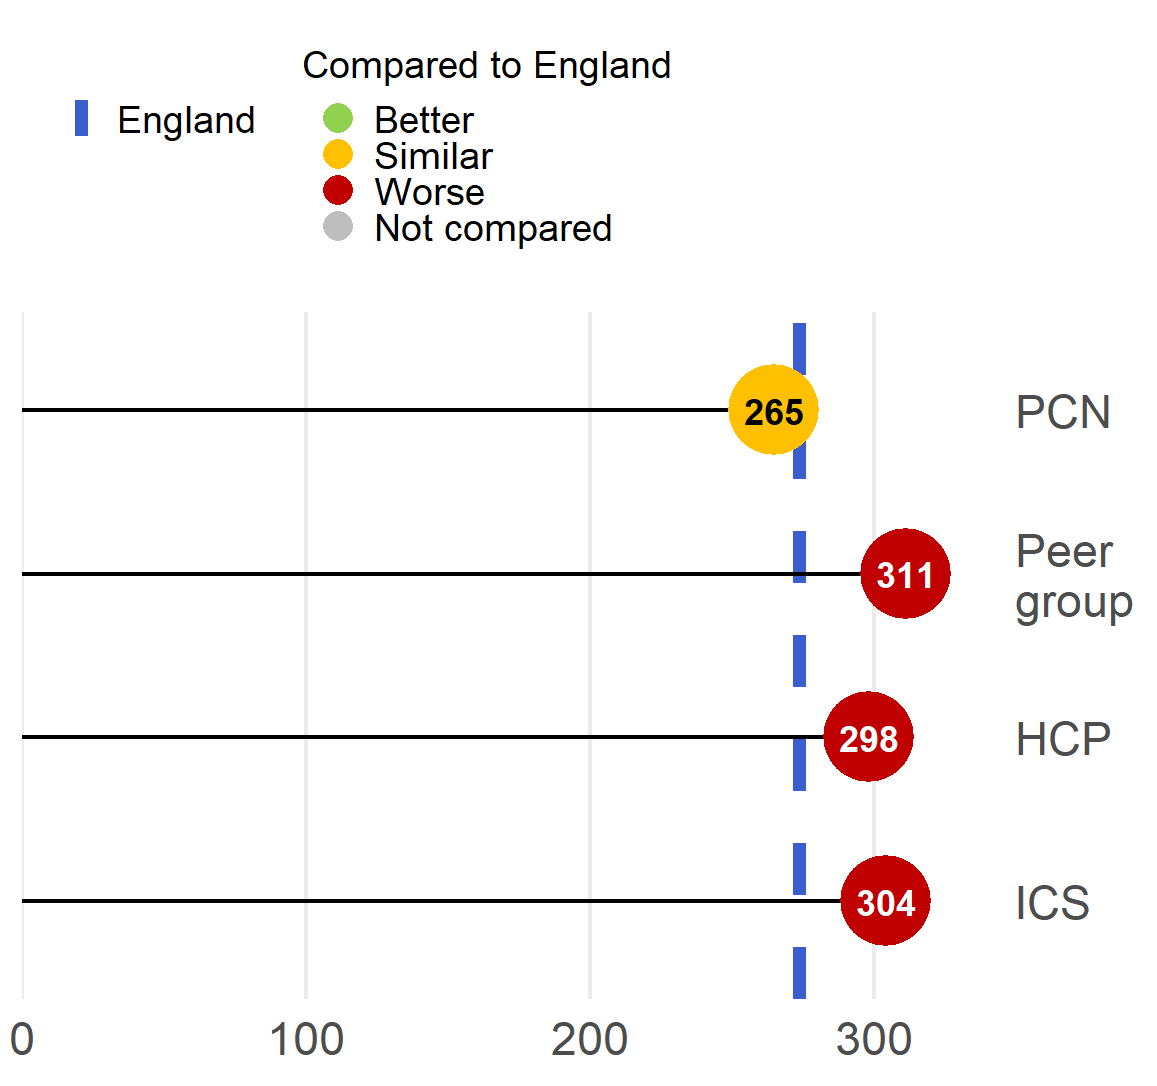 Compared to England
England
Better
Similar
Worse
Not compared
265
PCN
311
Peer
group
298
HCP
304
ICS
0 100 200 300